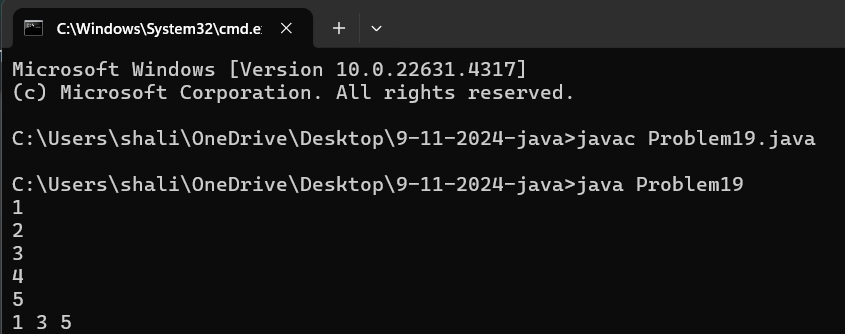 C:\Windows\System32\cmd.e
Microsoft Windows [Version 10.0.22631.4317]
(c) Microsoft Corporation. All rights reserved.
C:\Users\shali\OneDrive\Desktop\9-11-2024-java>javac Problem19.java
C:\Users\shali\OneDrive\Desktop\9-11-2024-java>java Problem19
1
2
3
4
5
1 3 5